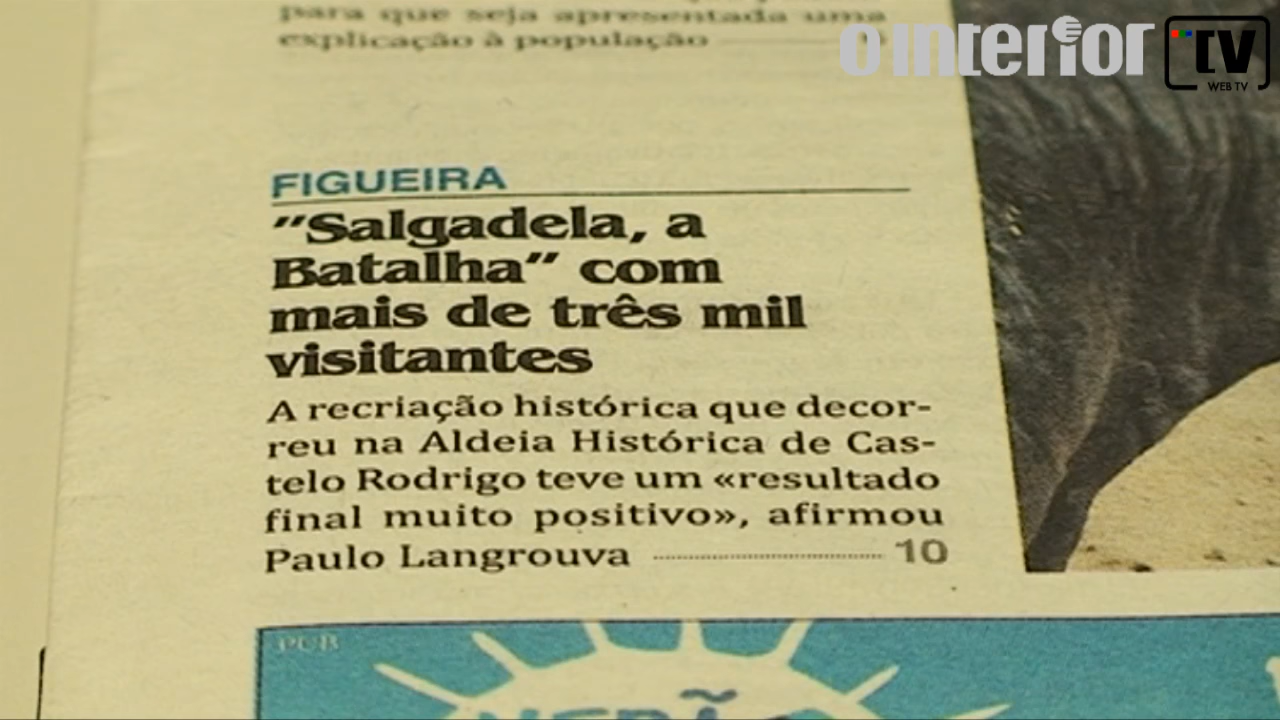 para que seja apresentada uma
explicação à população
O INTERIOR TV
WEB TV
FIGUEIRA
"Salgadela, a
Batalha" com
mais de três mil
visitantes
A recriação histórica que decor-
reu na Aldeia Histórica de Cas-
telo Rodrigo teve um «resultado
final muito positivo», afirmou
Paulo Langrouva 10
PUB